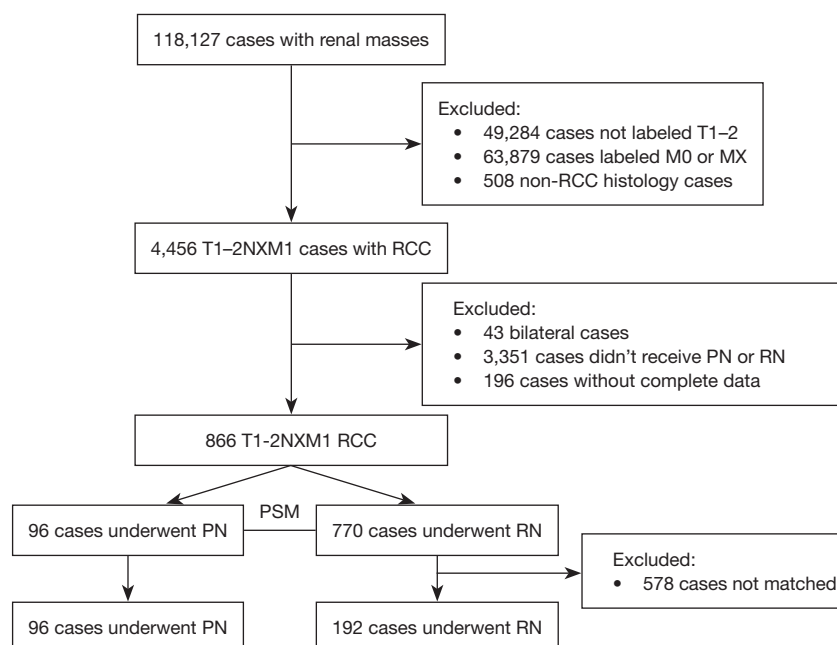 118,127 cases with renal masses
Excluded:
• 49,284 cases not labeled T1–2
• 63,879 cases labeled M0 or MX
• 508 non-RCC histology cases
4,456 T1–2NXM1 cases with RCC
Excluded:
• 43 bilateral cases
• 3,351 cases didn't receive PN or RN
• 196 cases without complete data
866 T1-2NXM1 RCC
96 cases underwent PN
PSM
770 cases underwent RN
Excluded:
• 578 cases not matched
96 cases underwent PN
192 cases underwent RN